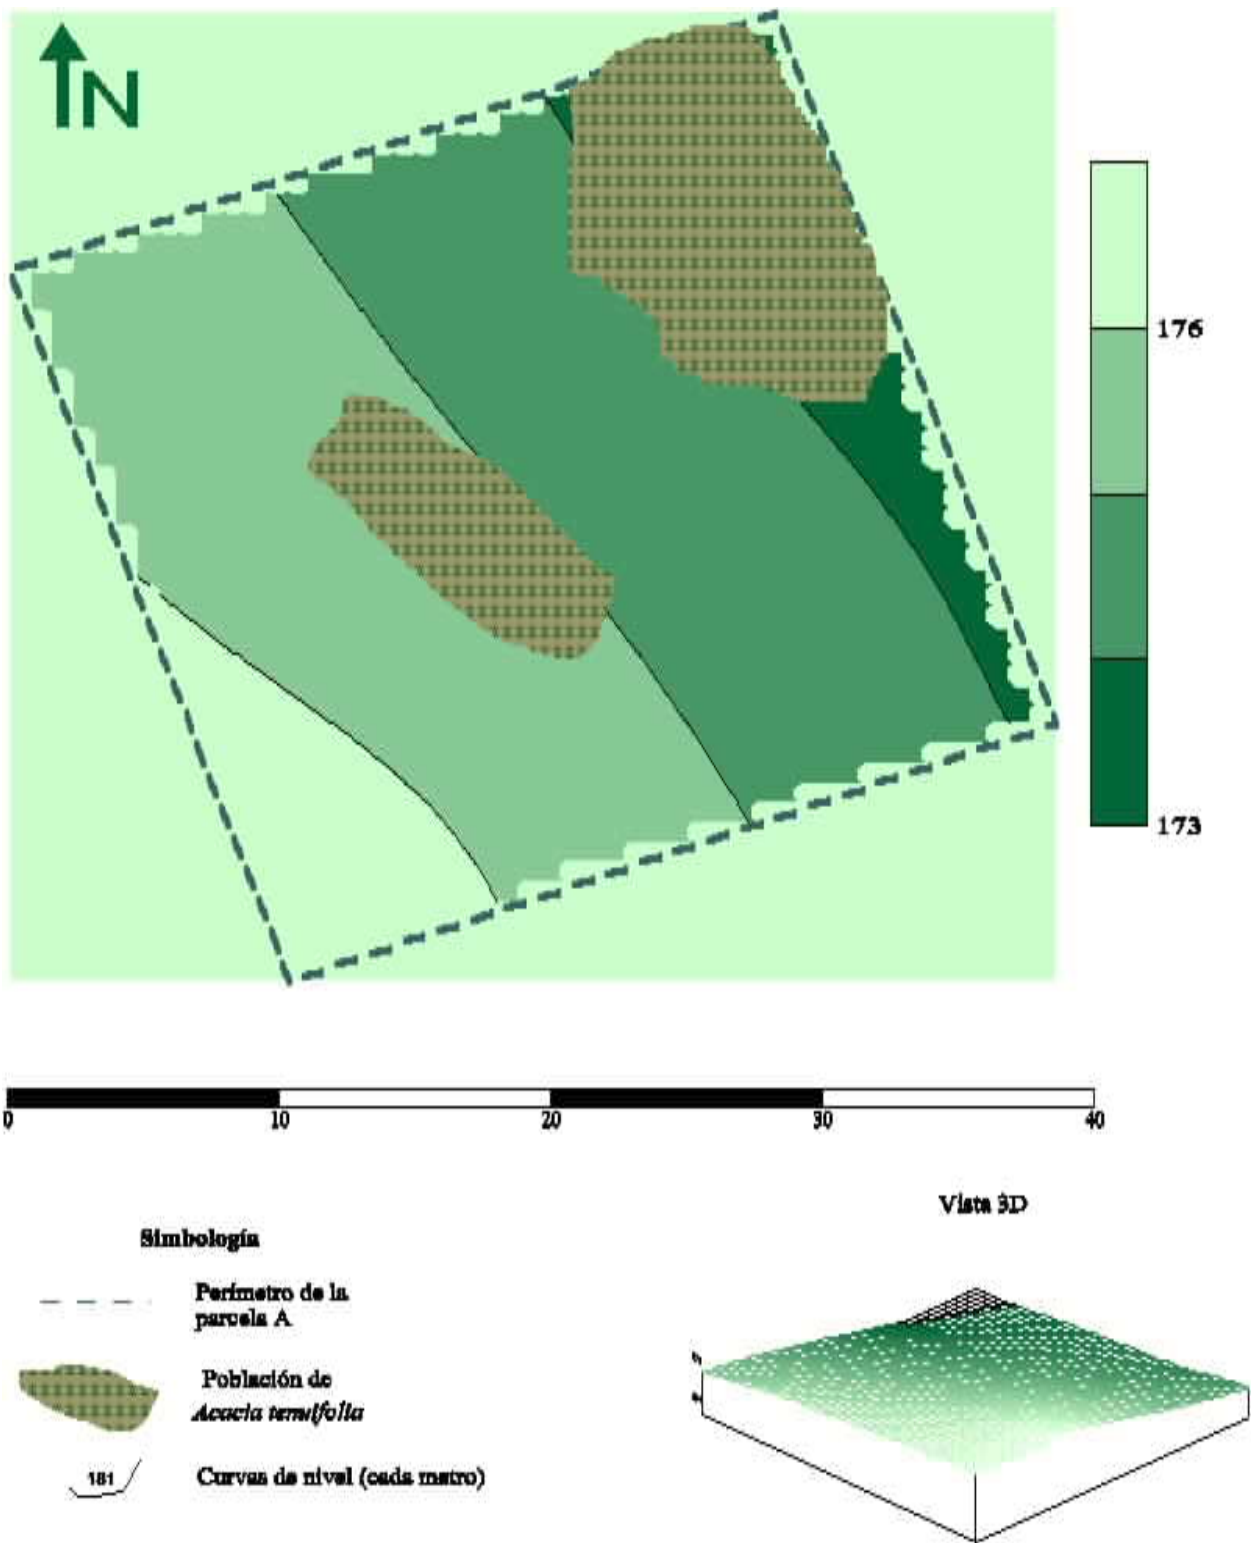 N
176
173
0 10 20 30 40
Vista 3D
Simbología
Perímetro de la
parcela A
Población de
Acacia tenuifolia
181
Curvas de nivel (cada metro)